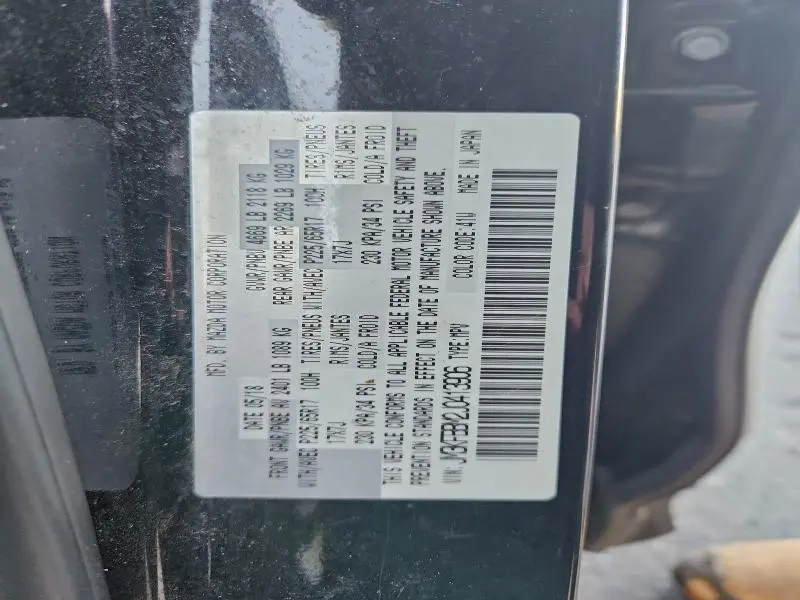 MFD. BY MAZDA MOTOR CORPORATION
DATE 05/18 GVWR/PNBV 4669 LB 2118 KG
FRONT GAWR/PNBE AV 2401 LB 1089 KG REAR GAWR/PNBE AR 2269 LB 1029 KG
WITH/AVEC P225/65R17 100H TIRES/PNEUS WITH/AVEC P225/65R17 100H TIRES/PNEUS
17X7J RIMS/JANTES 17X7J RIMS/JANTES
230 KPA/34 PSI COLD/A FROID 230 KPA/34 PSI COLD/A FROID
THIS VEHICLE CONFORMS TO ALL APPLICABLE FEDERAL MOTOR VEHICLE SAFETY AND THEFT
PREVENTION STANDARDS IN EFFECT ON THE DATE OF MANUFACTURE SHOWN ABOVE.
VIN: TYPE:MPV COLOR CODE:41W MADE IN JAPAN